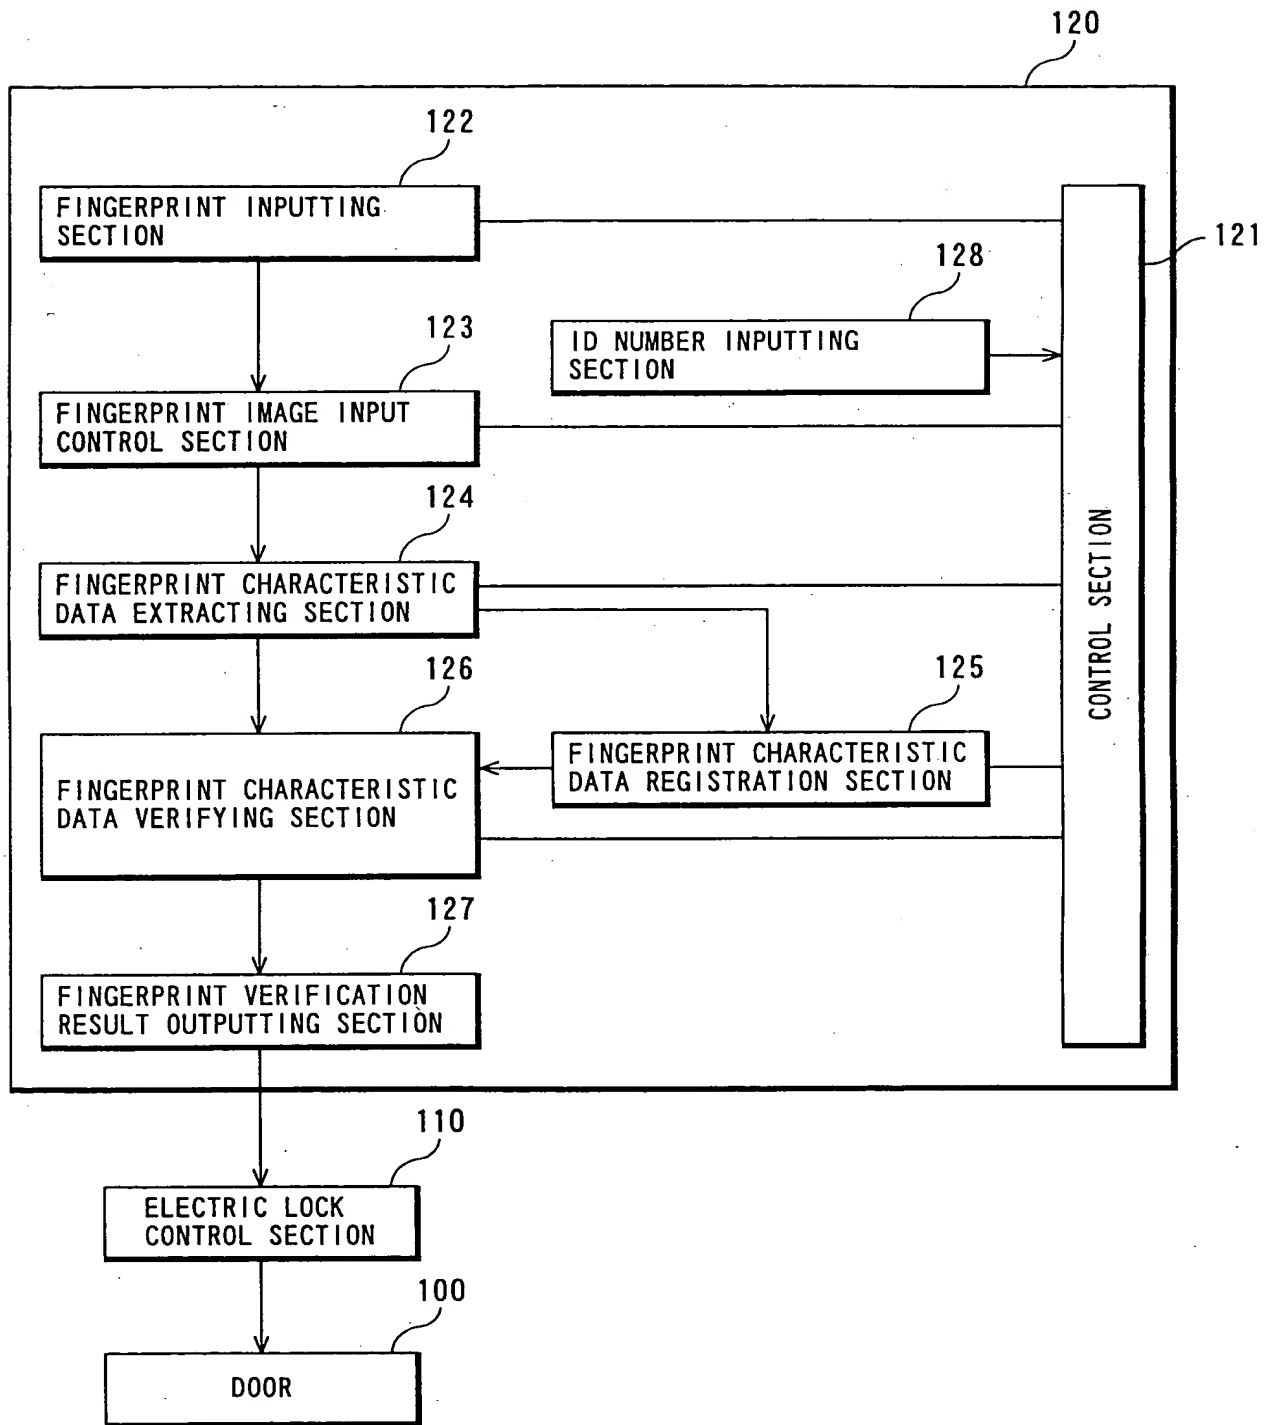 120
122
FINGERPRINT INPUTTING
SECTION
121
128
ID NUMBER INPUTTING
SECTION
123
FINGERPRINT IMAGE INPUT
CONTROL SECTION
124
FINGERPRINT CHARACTERISTIC
DATA EXTRACTING SECTION
CONTROL SECTION
126
125
FINGERPRINT CHARACTERISTIC
DATA REGISTRATION SECTION
FINGERPRINT CHARACTERISTIC
DATA VERIFYING SECTION
127
FINGERPRINT VERIFICATION
RESULT OUTPUTTING SECTION
110
ELECTRIC LOCK
CONTROL SECTION
100
DOOR